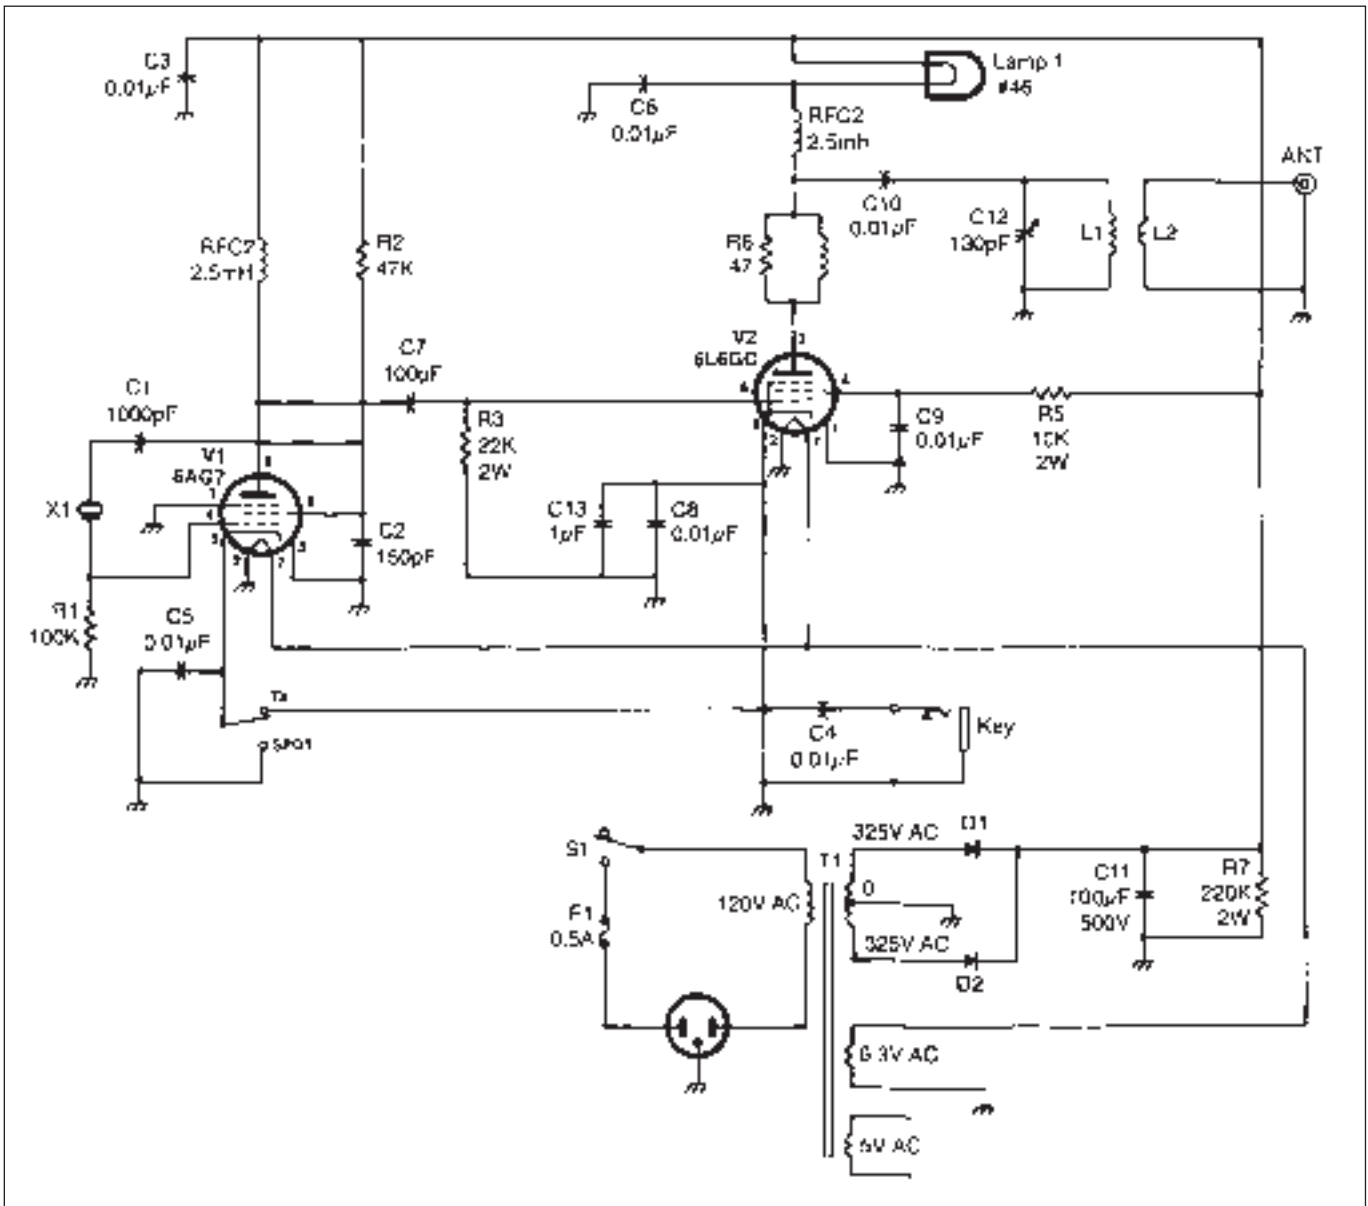 C3
0.01µF
Lamp 1
#46
C6
0.01µF
RFC2
2.5mh
ANT
C10
0.01µF
C12
130pF
L1
L2
RFC2
2.5mH
R2
47K
R6
47
V2
6L6GC
C7
100µF
C1
1000pF
R3
22K
2W
C9
0.01µF
R5
10K
2W
V1
6AG7
X1
C13
1µF
C8
0.01µF
C2
150pF
R1
100K
C5
0.01µF
Key
C4
0.01µF
S1
325V AC
D1
T1
0
120V AC
F1
0.5A
325V AC
D2
C11
100µF
500V
R7
220K
2W
6.3V AC
5V AC